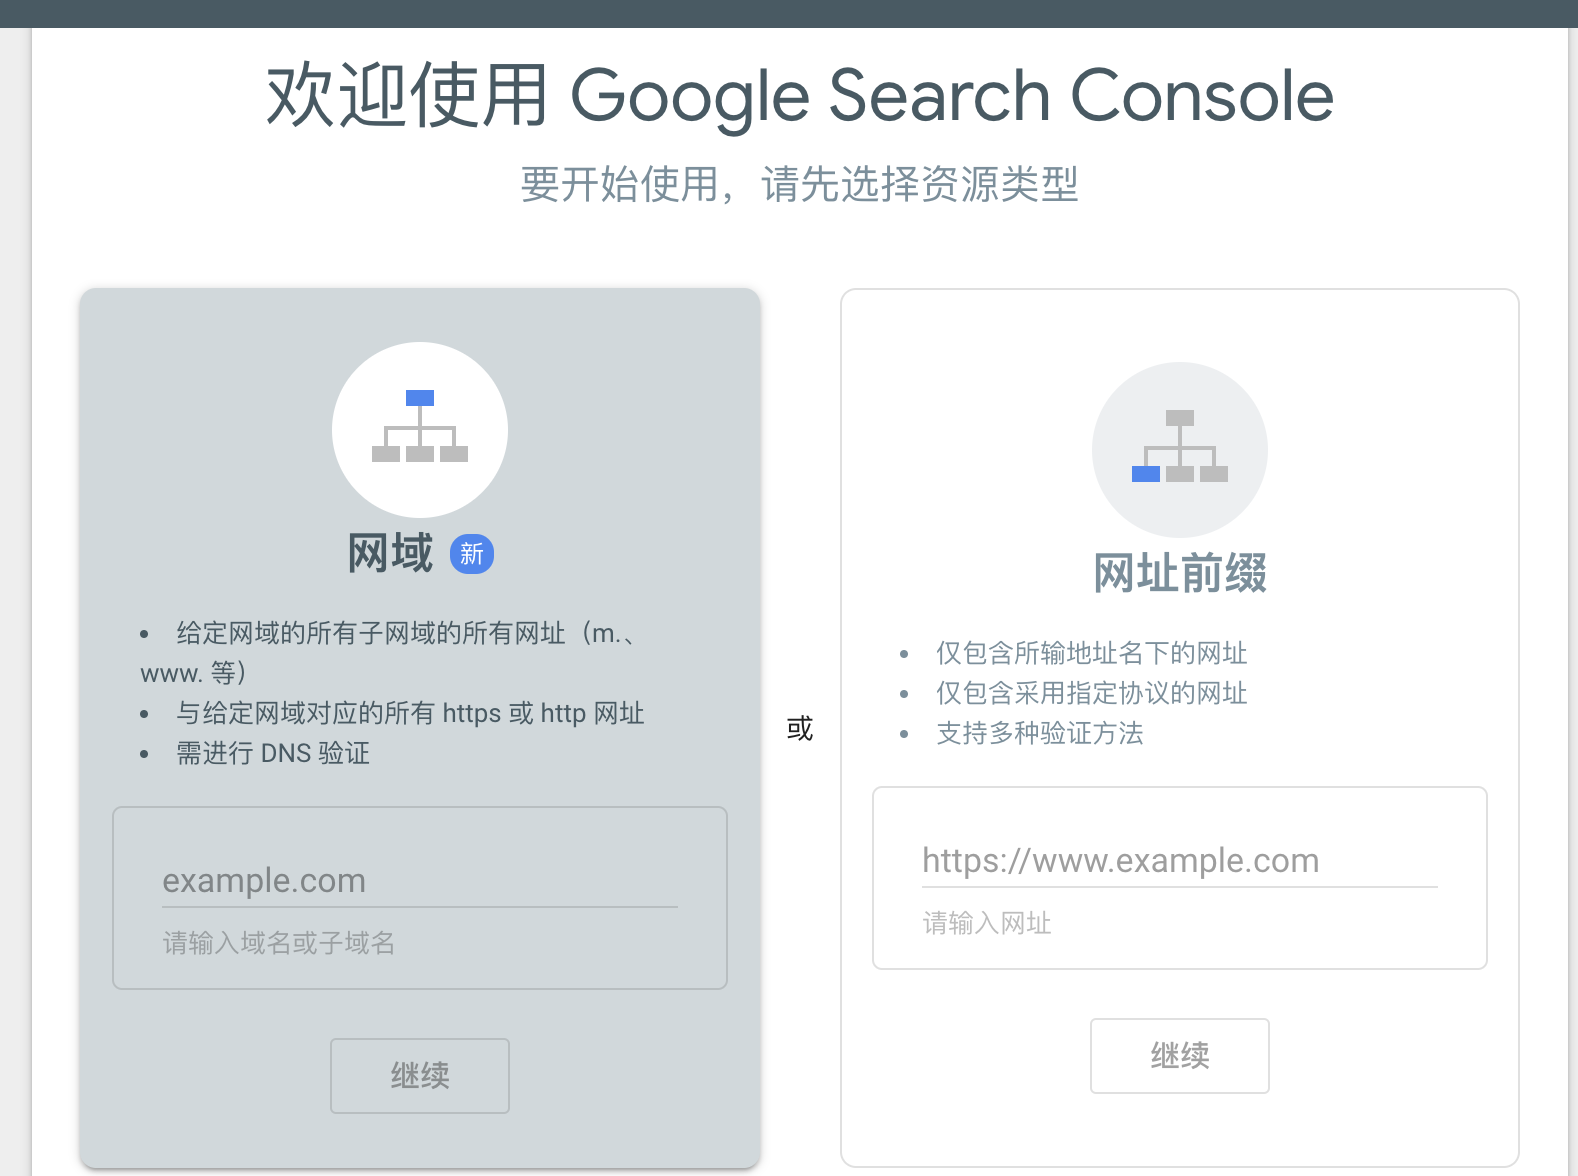 欢迎使用 Google Search Console
要开始使用，请先选择资源类型
网域 新
• 给定网域的所有子网域的所有网址（m.、
www. 等）
• 与给定网域对应的所有 https 或 http 网址
• 需进行 DNS 验证
example.com
请输入域名或子域名
继续
或
网址前缀
• 仅包含所输地址名下的网址
• 仅包含采用指定协议的网址
• 支持多种验证方法
https://www.example.com
请输入网址
继续